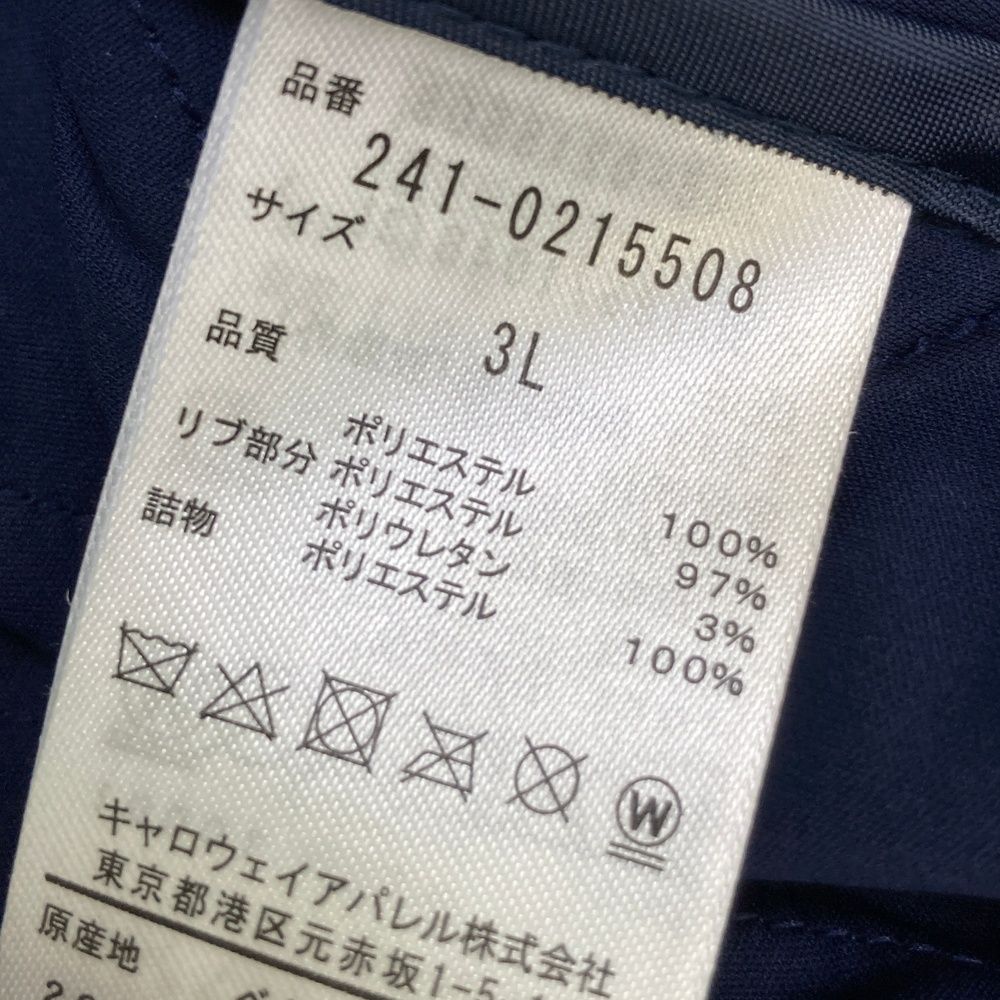 品番
241-0215508
サイズ
3L
品質 ポリエステル 100%
リブ部分 ポリエステル 97%
ポリウレタン 3%
詰物 ポリエステル 100%
W
キャロウェイアパレル株式会社
東京都港区元赤坂1-5
原産地